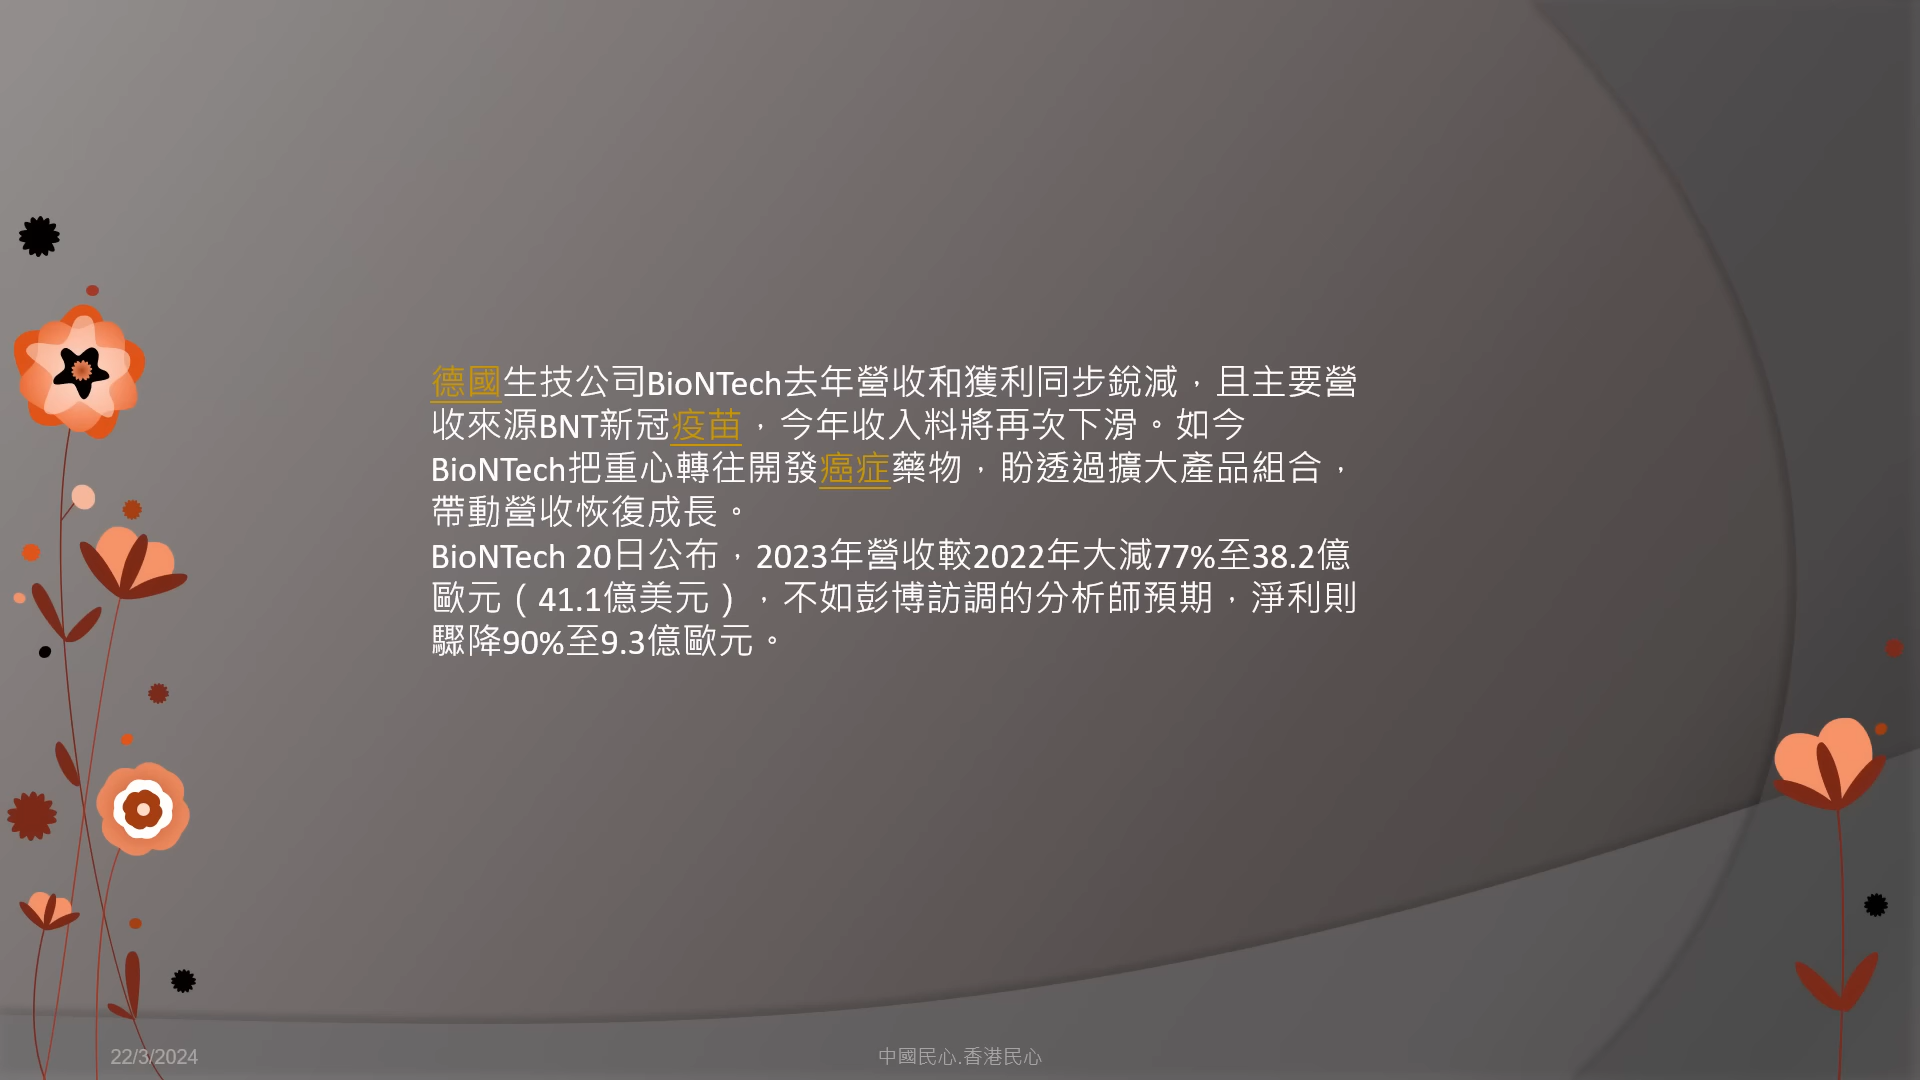 德國生技公司BioNTech去年營收和獲利同步銳減，且主要營
收來源BNT新冠疫苗，今年收入料將再次下滑。如今
BioNTech把重心轉往開發癌症藥物，盼透過擴大產品組合，
帶動營收恢復成長。
BioNTech 20日公布，2023年營收較2022年大減77%至38.2億
歐元（41.1億美元），不如彭博訪調的分析師預期，淨利則
驟降90%至9.3億歐元。
22/3/2024
中國民心.香港民心